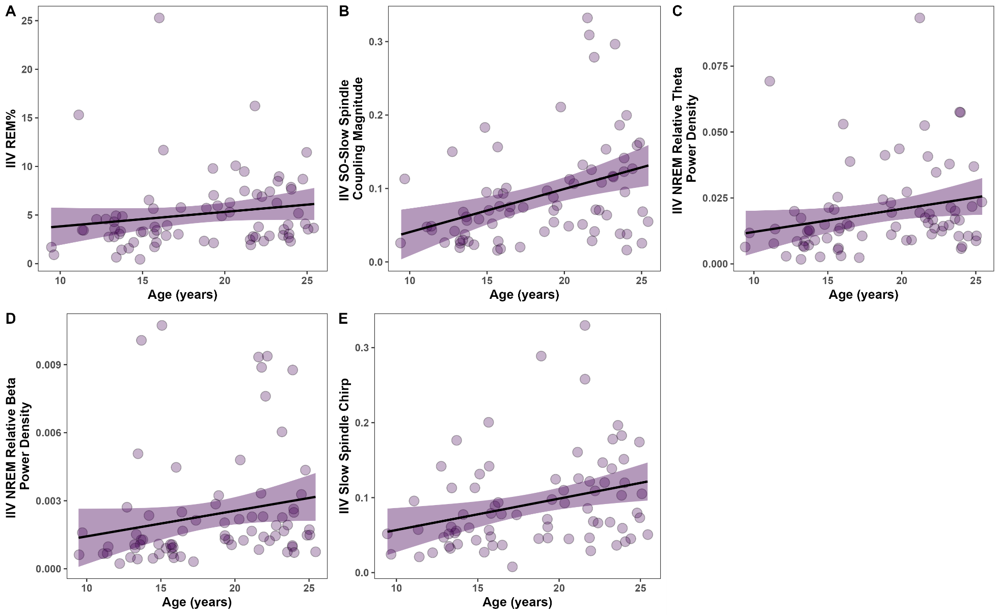 A
IIV REM%
25
20
15
10
5
0
10 15 20 25
Age (years)
B
IIV SO-Slow Spindle
Coupling Magnitude
0.3
0.2
0.1
0.0
10 15 20 25
Age (years)
C
IIV NREM Relative Theta
Power Density
0.075
0.050
0.025
0.000
10 15 20 25
Age (years)
D
IIV NREM Relative Beta
Power Density
0.009
0.006
0.003
0.000
10 15 20 25
Age (years)
E
IIV Slow Spindle Chirp
0.3
0.2
0.1
0.0
10 15 20 25
Age (years)